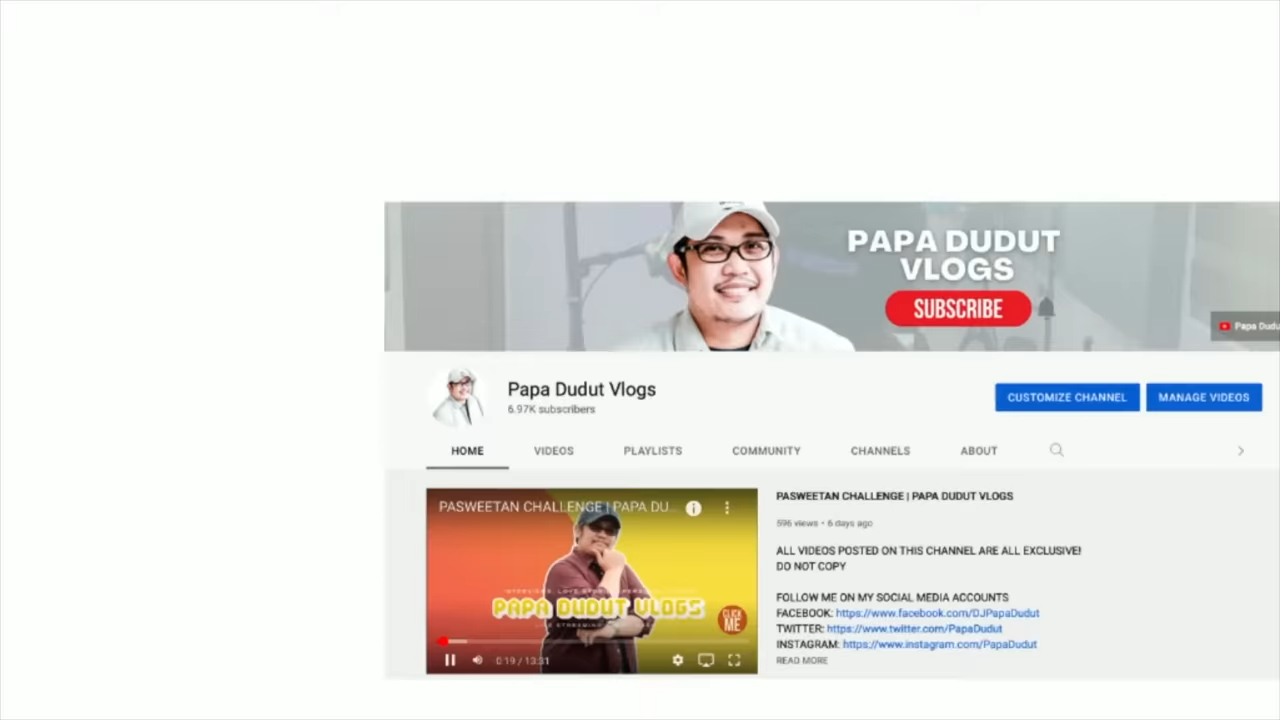 PAPA DUDUT
VLOGS
SUBSCRIBE
Papa Dudu
Papa Dudut Vlogs
6.97K subscribers
CUSTOMIZE CHANNEL
MANAGE VIDEOS
HOME
VIDEOS
PLAYLISTS
COMMUNITY
CHANNELS
ABOUT
PASWEETAN CHALLENGE | PAPA DU...
PAPA DUDUT VLOGS
CLICK
ME
0:19 / 13:31
PASWEETAN CHALLENGE | PAPA DUDUT VLOGS
596 views • 6 days ago
ALL VIDEOS POSTED ON THIS CHANNEL ARE ALL EXCLUSIVE!
DO NOT COPY
FOLLOW ME ON MY SOCIAL MEDIA ACCOUNTS
FACEBOOK: https://www.facebook.com/DJPapaDudut
TWITTER: https://www.twitter.com/PapaDudut
INSTAGRAM: https://www.instagram.com/PapaDudut
READ MORE